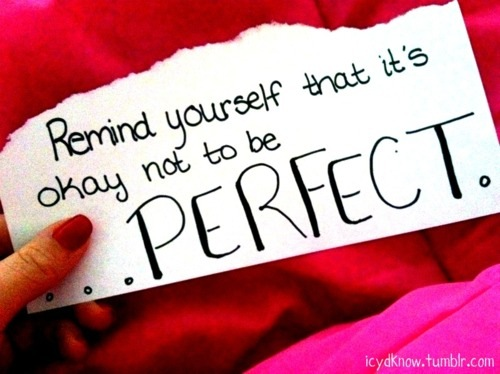 Remind yourself that it's
okay not to be
...PERFECT.
icydknow.tumblr.com